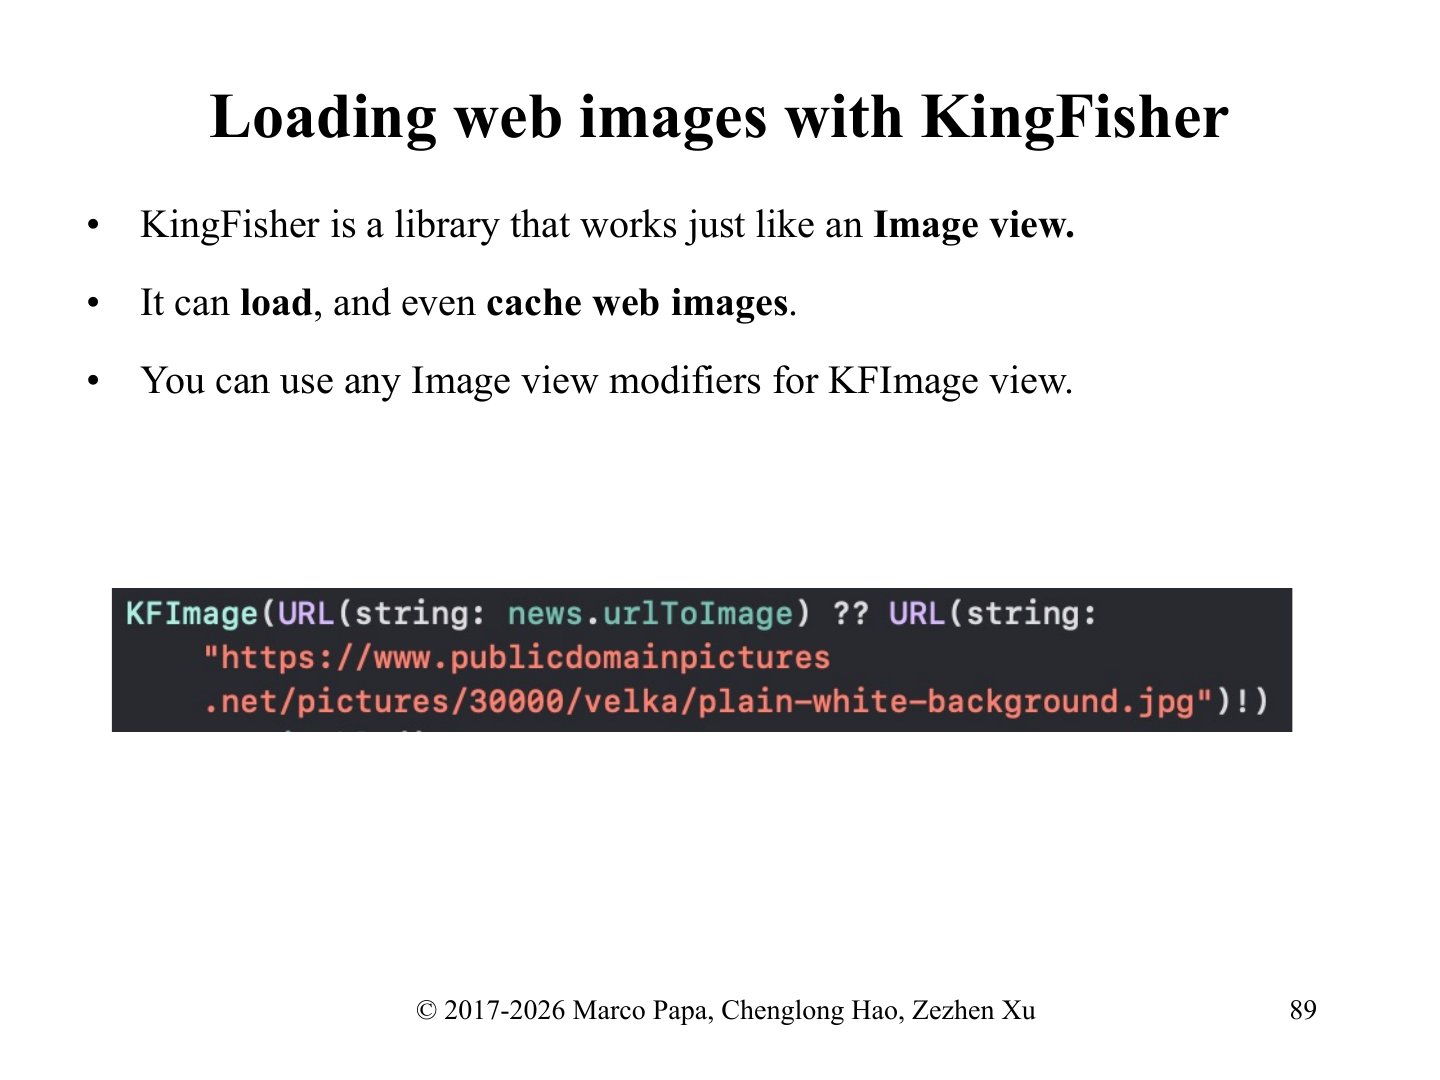 Loading web images with KingFisher
• KingFisher is a library that works just like an Image view.
• It can load, and even cache web images.
• You can use any Image view modifiers for KFImage view.
KFImage(URL(string: news.urlToImage) ?? URL(string:
"https://www.publicdomainpictures
.net/pictures/30000/velka/plain-white-background.jpg")!)
© 2017-2026 Marco Papa, Chenglong Hao, Zezhen Xu
89